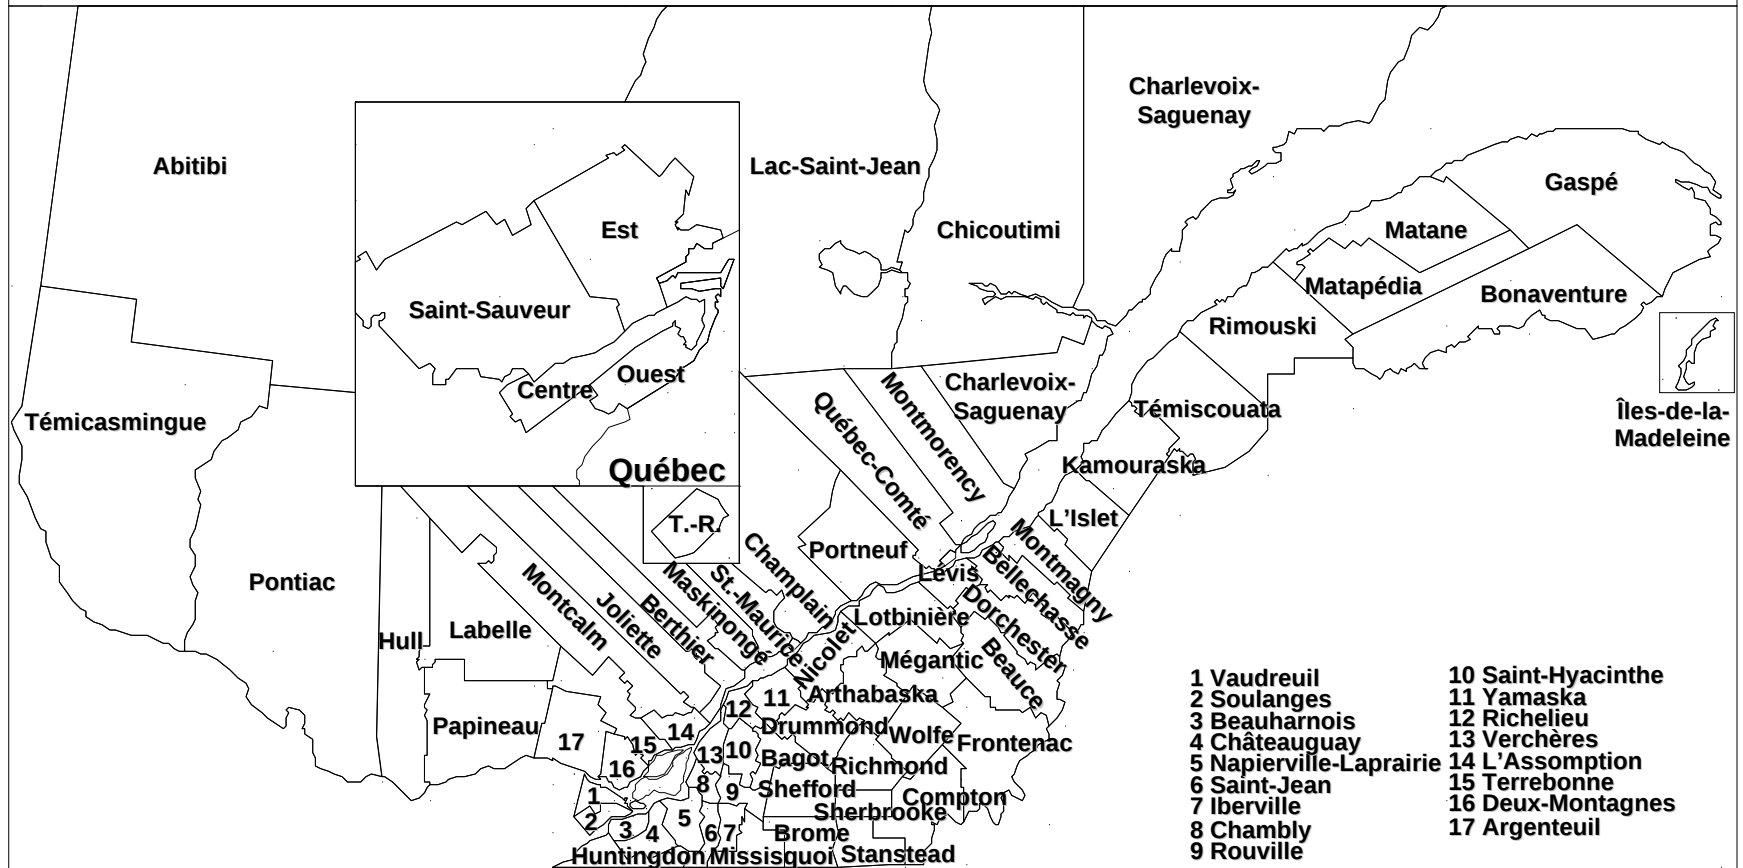 Charlevoix-
Saguenay
Abitibi
Lac-Saint-Jean
Gaspé
Est
Chicoutimi
Matane
Saint-Sauveur
Matapédia
Bonaventure
Rimouski
Ouest
Centre
Charlevoix-
Saguenay
Témicasmingue
Québec-Comté
Montmorency
Témiscouata
Îles-de-la-
Madeleine
Québec
Kamouraska
T.-R.
L'Islet
Portneuf
Champlain
Montmagny
Bellechasse
Lévis
Dorchester
Pontiac
Hull
Labelle
Montcalm
Joliette
Berthier
Maskinongé
St.-Maurice
Nicolet
Lotbinière
Mégantic
Beauce
Arthabaska
Papineau
Drummond
Wolfe
Frontenac
Bagot
Richmond
Shefford
Compton
Sherbrooke
Brome
Huntingdon
Missisquoi
Stanstead
11
12
14
17
15
13
10
16
8
9
1
2
3
4
5
6
7
1 Vaudreuil
2 Soulanges
3 Beauharnois
4 Châteauguay
5 Napierville-Laprairie
6 Saint-Jean
7 Iberville
8 Chambly
9 Rouville
10 Saint-Hyacinthe
11 Yamaska
12 Richelieu
13 Verchères
14 L'Assomption
15 Terrebonne
16 Deux-Montagnes
17 Argenteuil